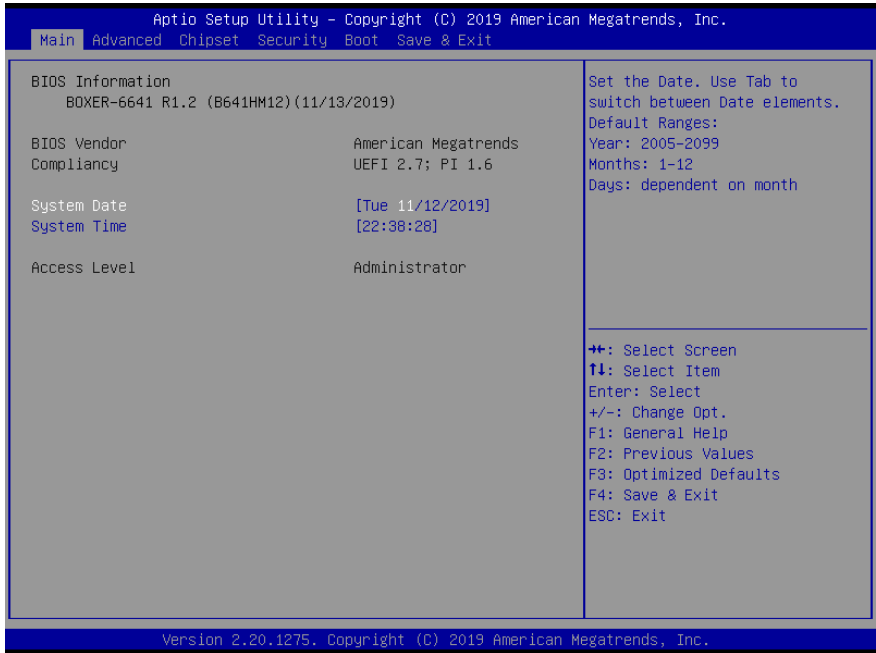 Aptio Setup Utility – Copyright (C) 2019 American Megatrends, Inc.
Main Advanced Chipset Security Boot Save & Exit
BIOS Information
BOXER-6641 R1.2 (B641HM12)(11/13/2019)
BIOS Vendor American Megatrends
Compliancy UEFI 2.7; PI 1.6
System Date [Tue 11/12/2019]
System Time [22:38:28]
Access Level Administrator
Set the Date. Use Tab to
switch between Date elements.
Default Ranges:
Year: 2005-2099
Months: 1-12
Days: dependent on month
→←: Select Screen
↑↓: Select Item
Enter: Select
+/-: Change Opt.
F1: General Help
F2: Previous Values
F3: Optimized Defaults
F4: Save & Exit
ESC: Exit
Version 2.20.1275. Copyright (C) 2019 American Megatrends, Inc.